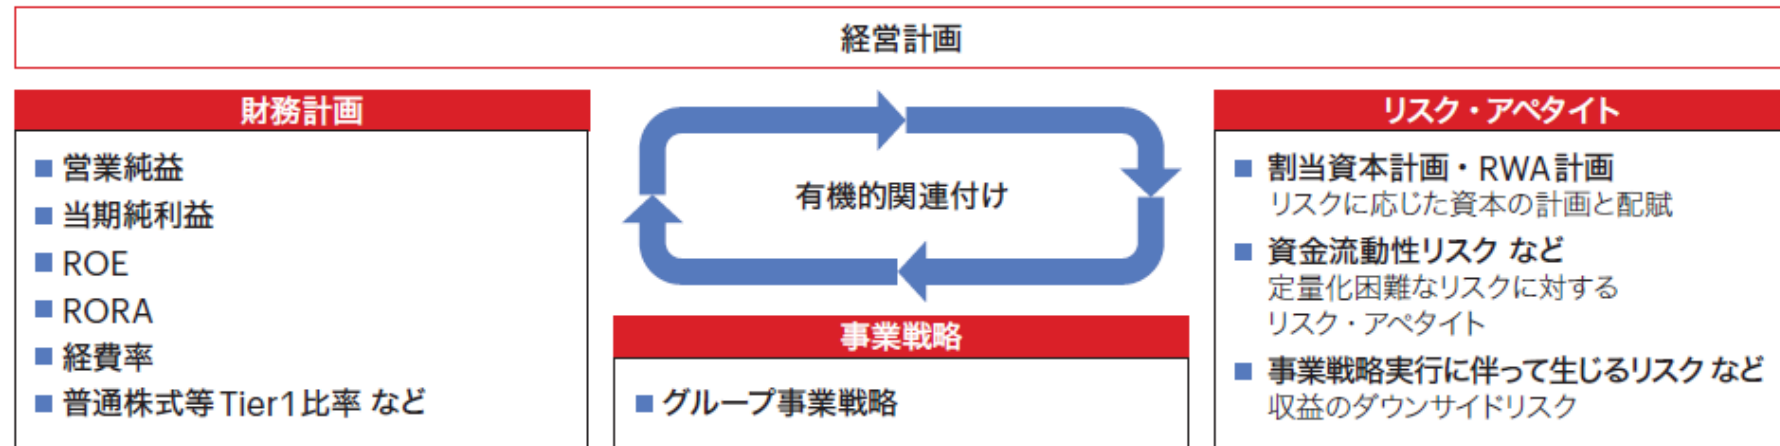 経営計画
財務計画
営業純益
当期純利益
ROE
RORA
経費率
普通株式等Tier1比率 など
有機的関連付け
事業戦略
グループ事業戦略
リスク・アペタイト
割当資本計画・RWA計画
リスクに応じた資本の計画と配賦
資金流動性リスク など
定量化困難なリスクに対する
リスク・アペタイト
事業戦略実行に伴って生じるリスク など
収益のダウンサイドリスク